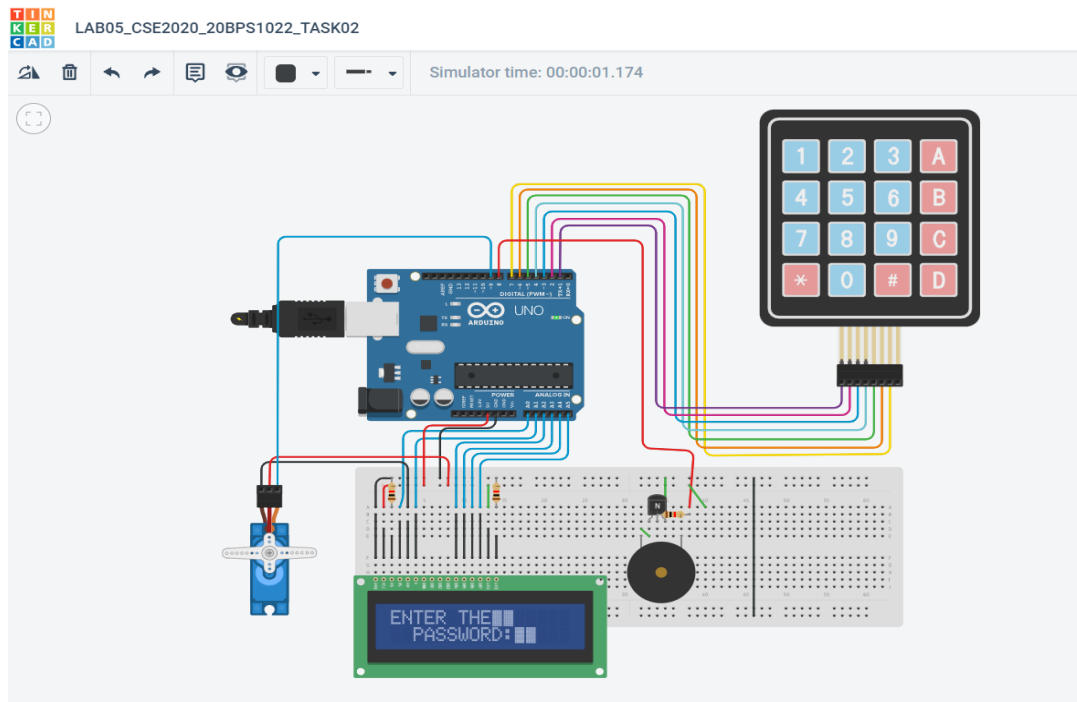 TIN
KER
CAD
LAB05_CSE2020_20BPS1022_TASK02
Simulator time: 00:00:01.174
1 2 3 A
4 5 6 B
7 8 9 C
* 0 # D
DIGITAL (PWM~)
UNO
ARDUINO
ON
POWER
ANALOG IN
N
ENTER THE
PASSWORD: